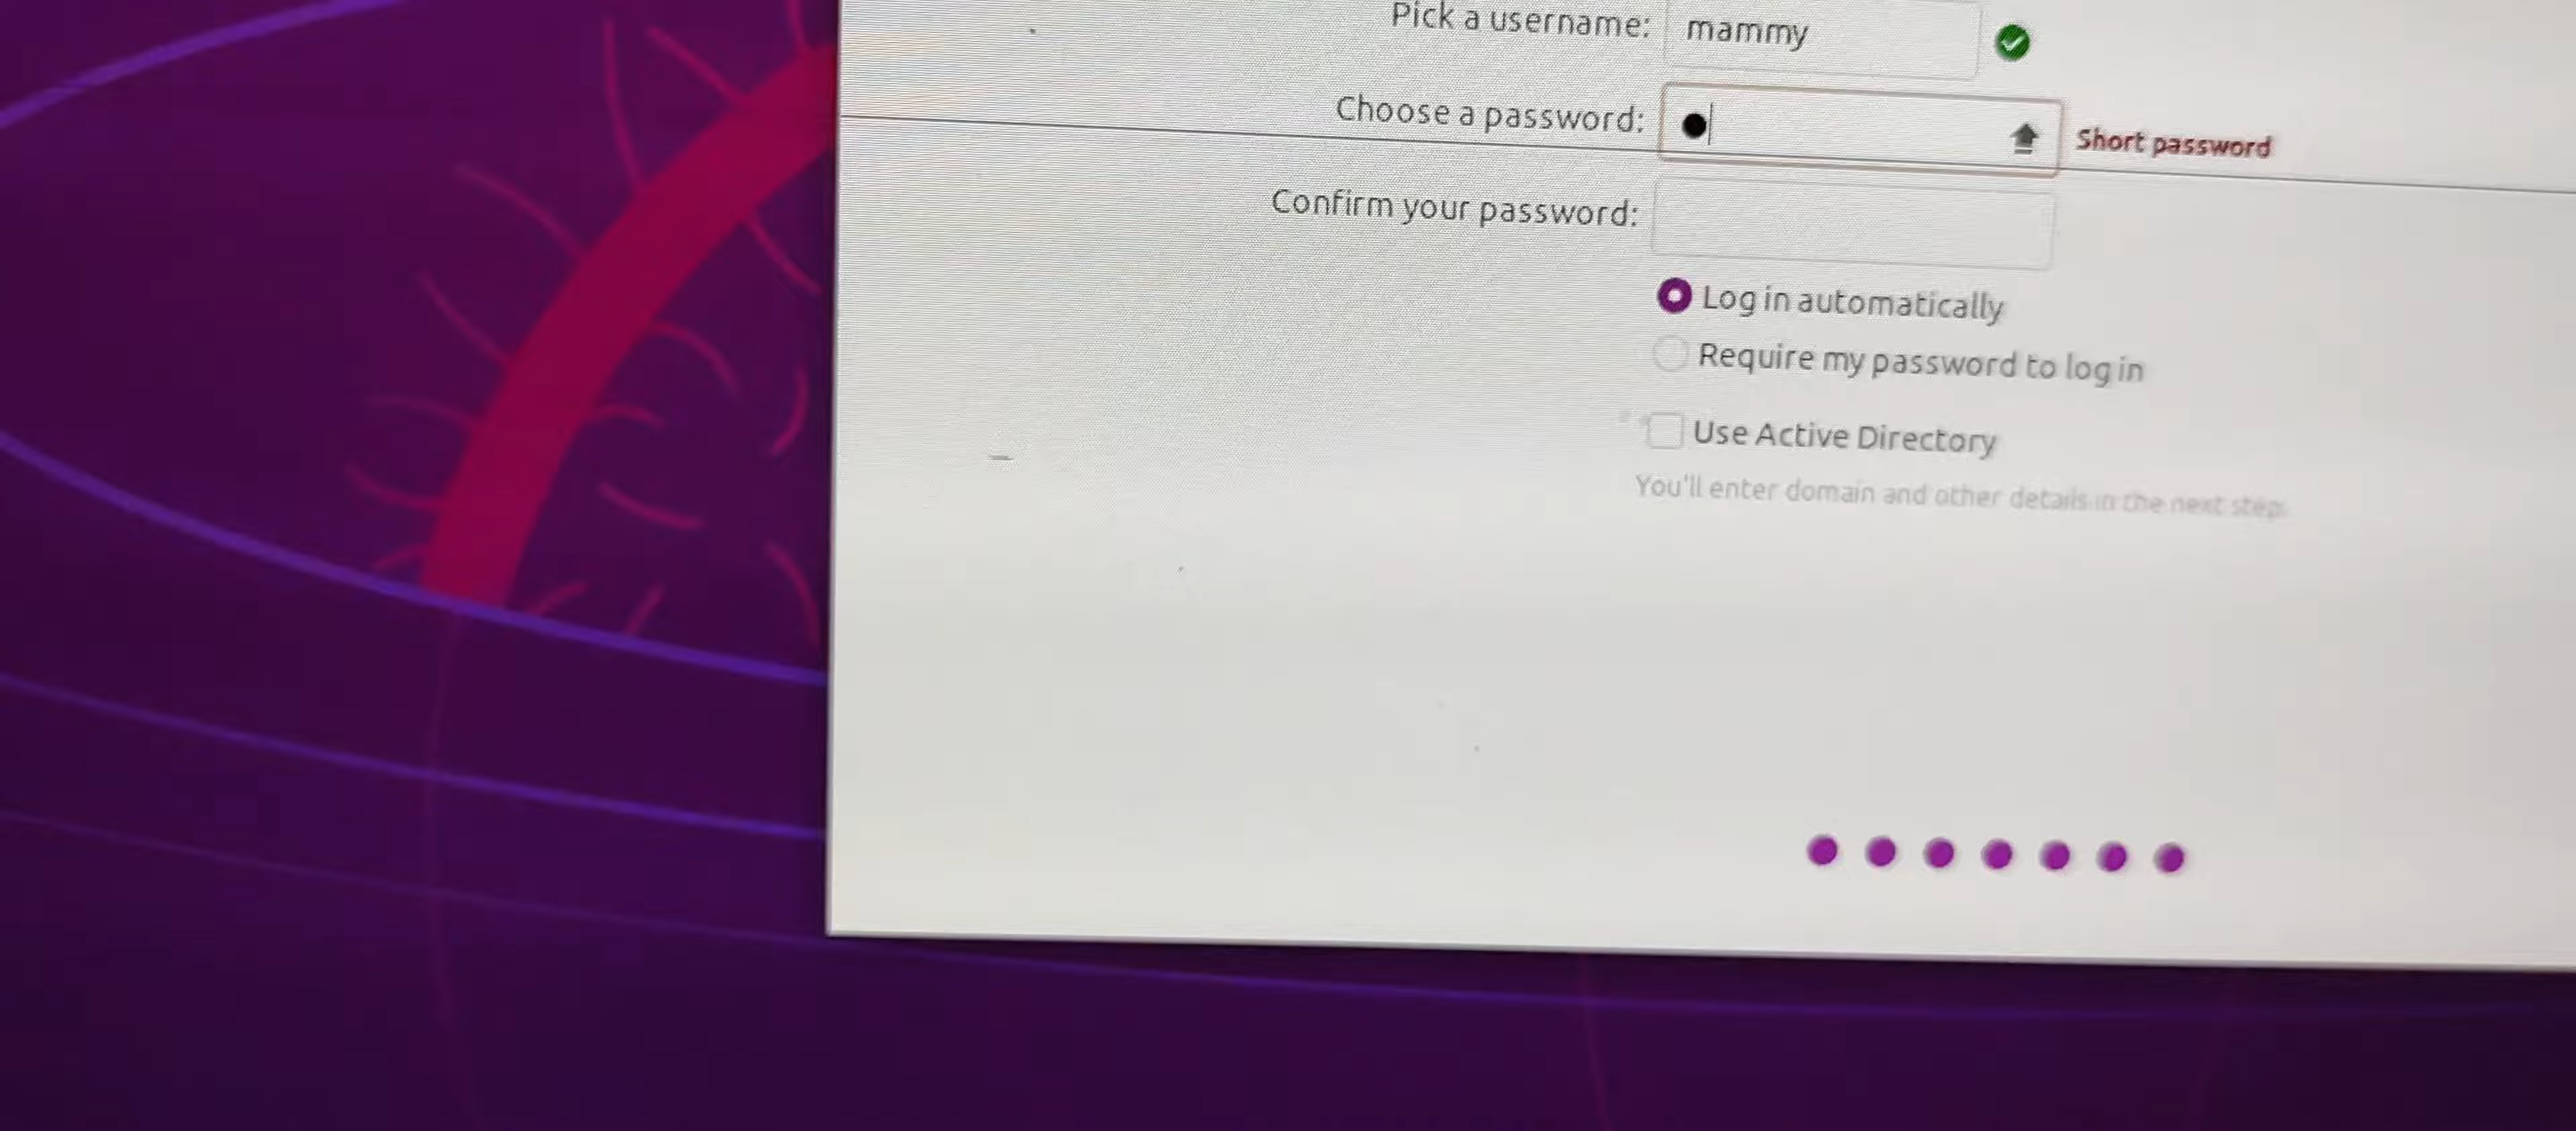 Pick a username: mammy
Choose a password: ● Short password
Confirm your password:
Log in automatically
Require my password to log in
Use Active Directory
You'll enter domain and other details in the next step.